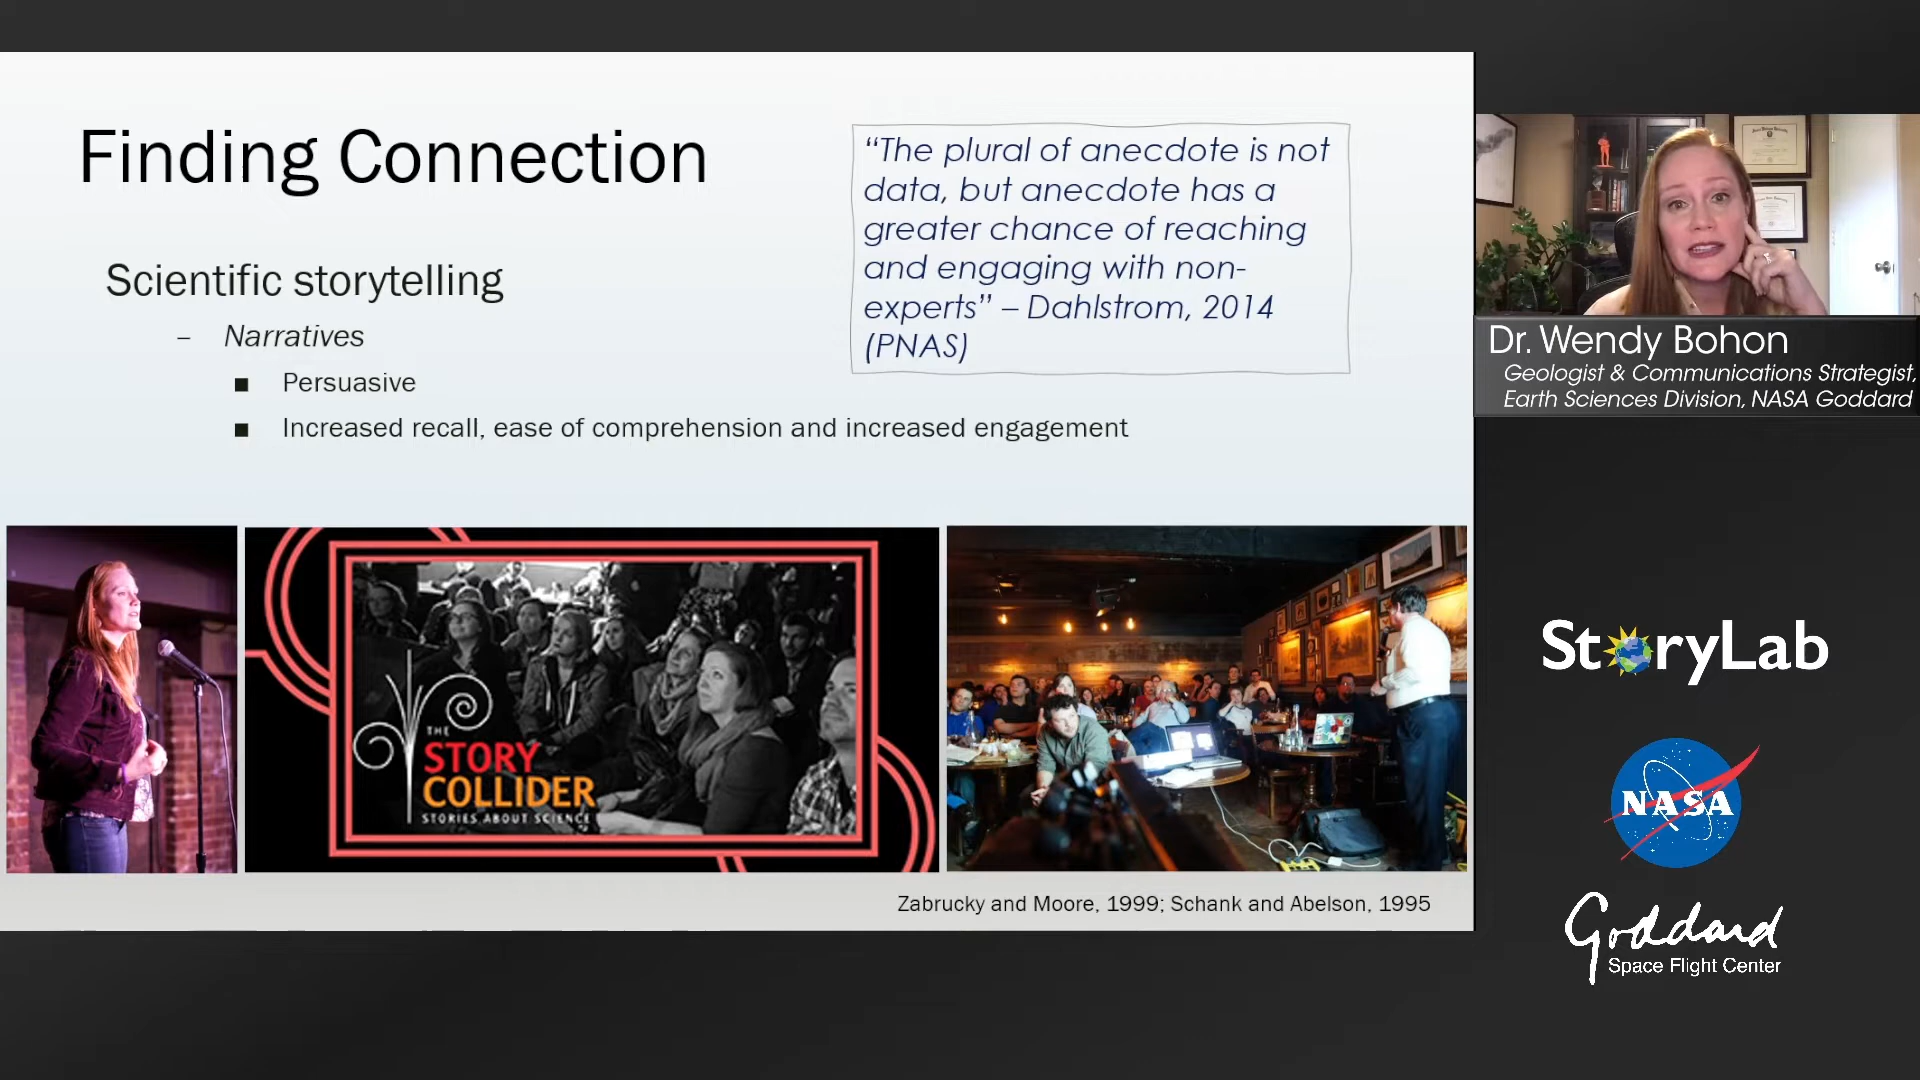 Finding Connection
“The plural of anecdote is not
data, but anecdote has a
greater chance of reaching
and engaging with non-
experts” – Dahlstrom, 2014
(PNAS)
Scientific storytelling
– Narratives
■ Persuasive
■ Increased recall, ease of comprehension and increased engagement
THE
STORY
COLLIDER
STORIES ABOUT SCIENCE
Zabrucky and Moore, 1999; Schank and Abelson, 1995
Dr. Wendy Bohon
Geologist & Communications Strategist,
Earth Sciences Division, NASA Goddard
StoryLab
NASA
Goddard
Space Flight Center